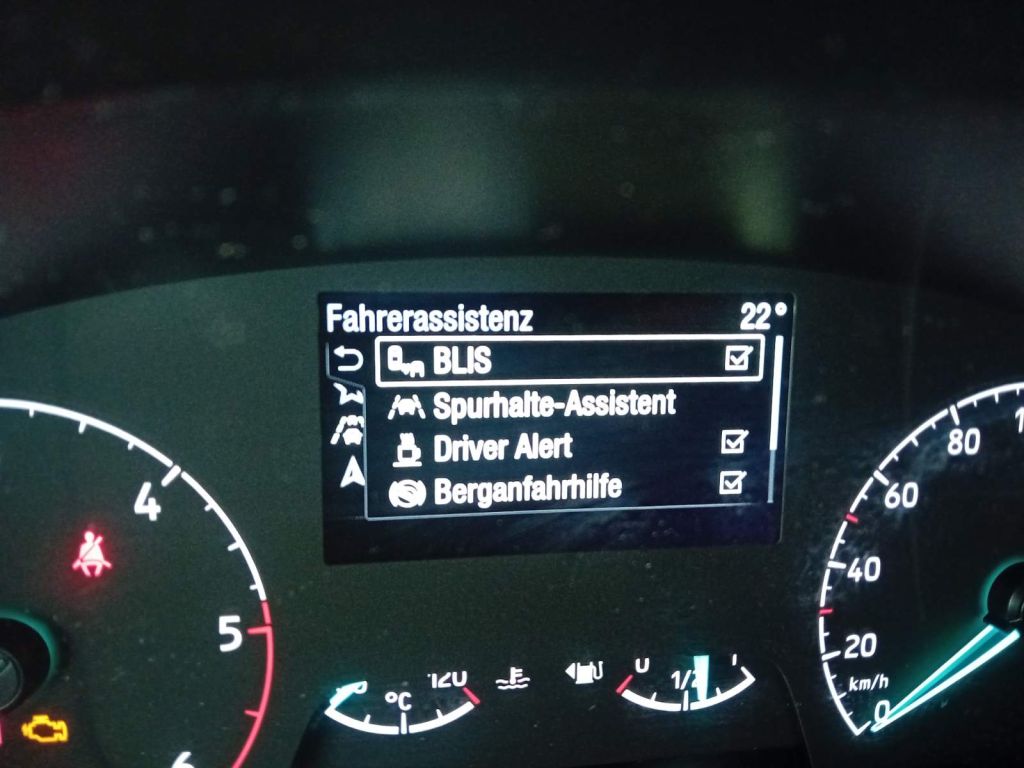 Fahrerassistenz 22°
BLIS
Spurhalte-Assistent
Driver Alert
Berganfahrhilfe
4
5
6
°C
120
0
1/2
1
0
20
40
60
80
km/h